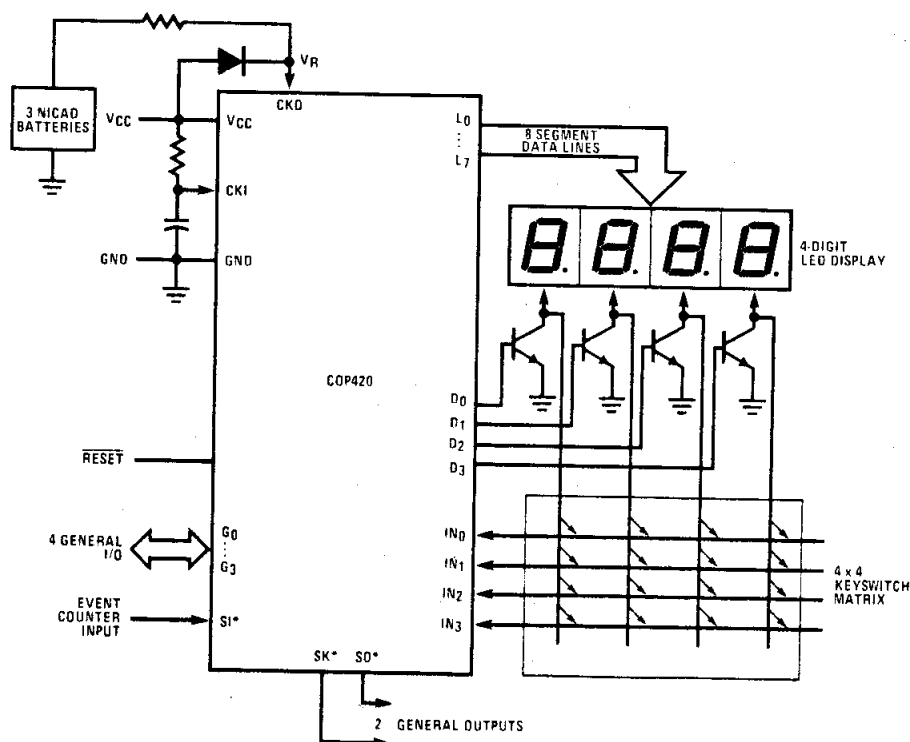 3 NICAD
BATTERIES
VR
CKO
VCC
VCC
CKI
GND
GND
L0
L7
8 SEGMENT
DATA LINES
4-DIGIT
LED DISPLAY
COP420
D0
D1
D2
D3
RESET
4 GENERAL
I/O
G0
G3
EVENT
COUNTER
INPUT
SI*
IN0
IN1
IN2
IN3
4 x 4
KEYSWITCH
MATRIX
SK*
SO*
2 GENERAL OUTPUTS